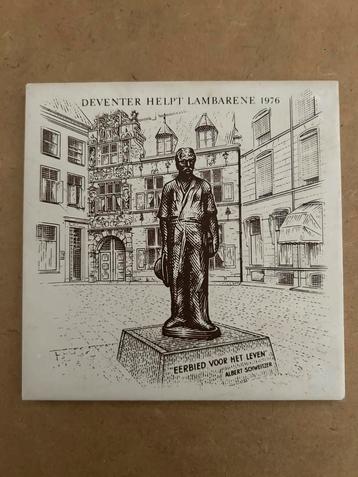 DEVENTER HELPT LAMBARENE 1976
"EERBIED VOOR HET LEVEN"
ALBERT SCHWEITZER